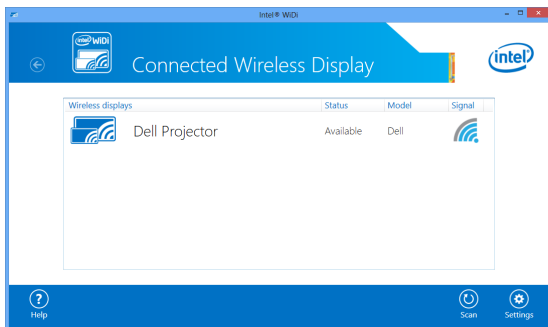 Intel® WiDi
intel WiDi
Connected Wireless Display
intel
Wireless displays Status Model Signal
Dell Projector Available Dell
? Help
Scan Settings